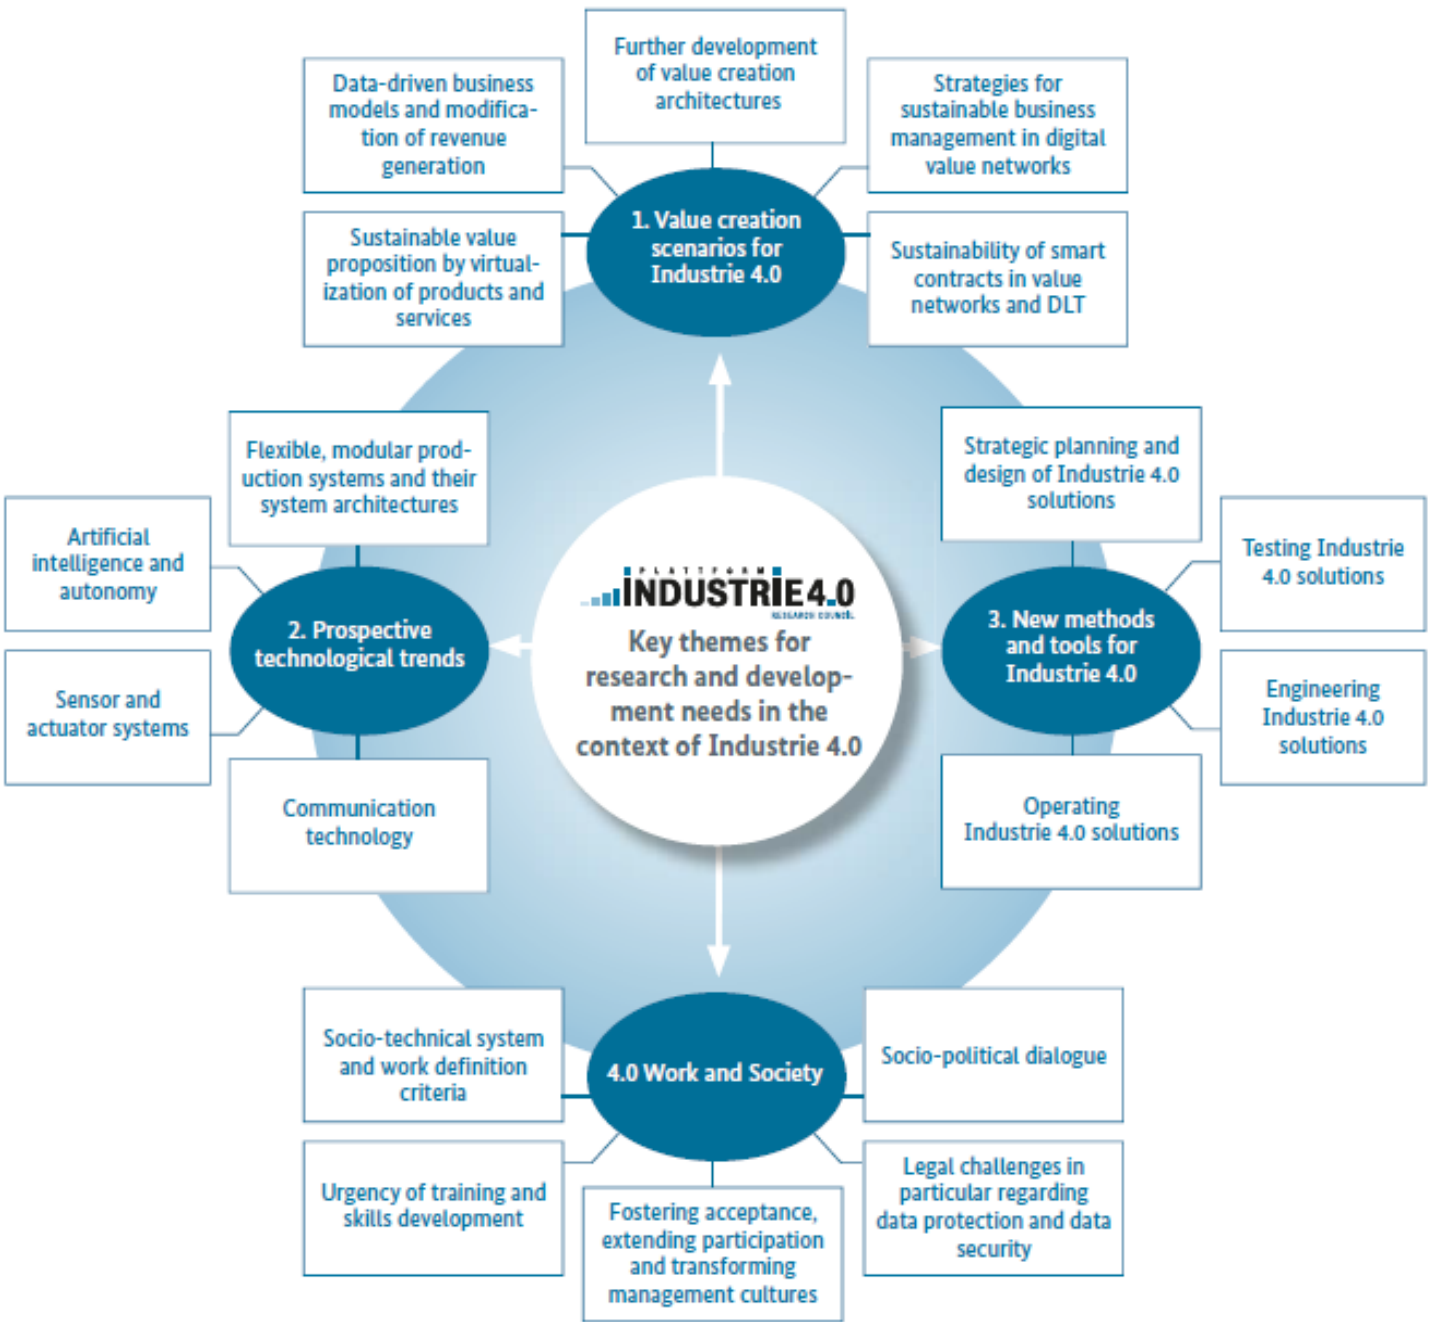 Further development
of value creation
architectures
Data-driven business
models and modifica-
tion of revenue
generation
Strategies for
sustainable business
management in digital
value networks
1. Value creation
scenarios for
Industrie 4.0
Sustainable value
proposition by virtual-
ization of products and
services
Sustainability of smart
contracts in value
networks and DLT
Flexible, modular prod-
uction systems and their
system architectures
Artificial
intelligence and
autonomy
2. Prospective
technological trends
Sensor and
actuator systems
Communication
technology
PLATTFORM
INDUSTRIE4.0
RESEARCH COUNCIL
Key themes for
research and develop-
ment needs in the
context of Industrie 4.0
Strategic planning and
design of Industrie 4.0
solutions
Testing Industrie
4.0 solutions
3. New methods
and tools for
Industrie 4.0
Engineering
Industrie 4.0
solutions
Operating
Industrie 4.0 solutions
Socio-technical system
and work definition
criteria
4.0 Work and Society
Socio-political dialogue
Urgency of training and
skills development
Fostering acceptance,
extending participation
and transforming
management cultures
Legal challenges in
particular regarding
data protection and data
security